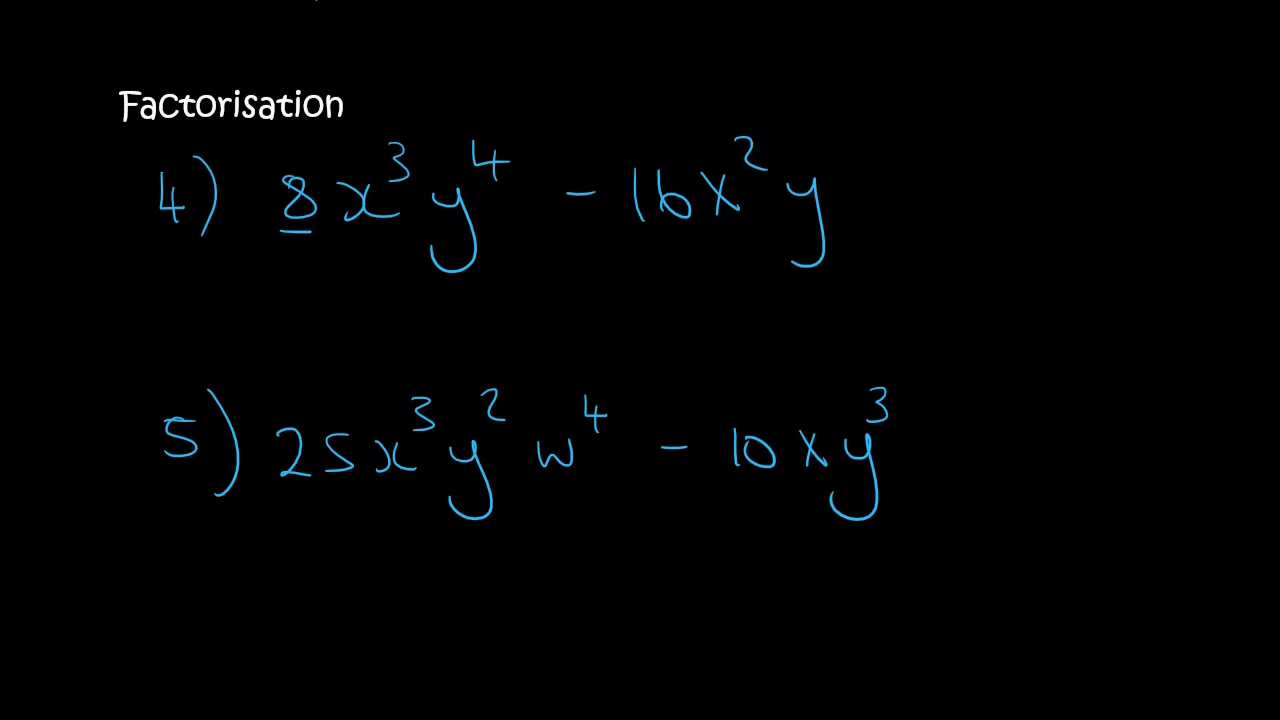 Factorisation
4) 8x³y⁴ - 16x²y
5) 25x³y²w⁴ - 10xy³